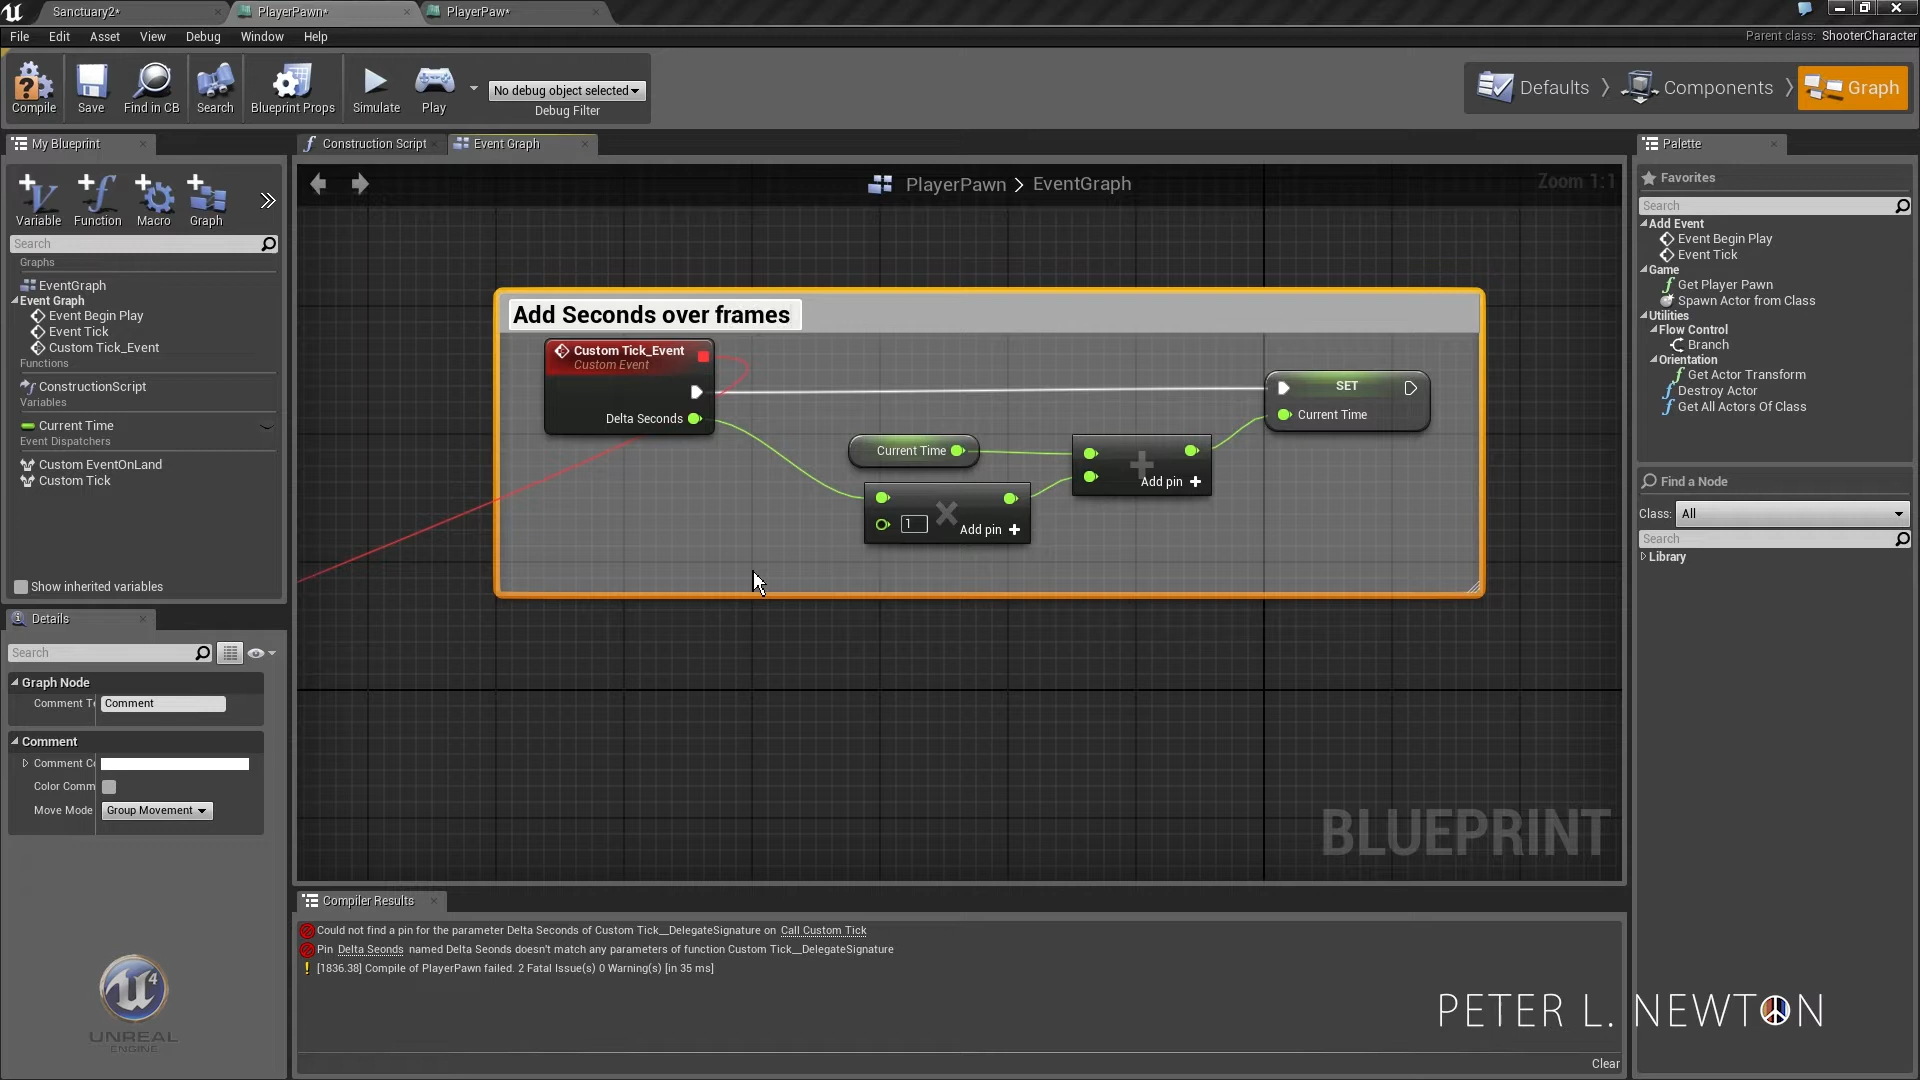 Sanctuary2*
PlayerPawn*
PlayerPaw*
File Edit Asset View Debug Window Help
Parent class: ShooterCharacter
Compile Save Find in CB Search Blueprint Props Simulate Play
No debug object selected
Debug Filter
Defaults Components Graph
My Blueprint
Variable Function Macro Graph
Search
Graphs
EventGraph
Event Graph
Event Begin Play
Event Tick
Custom Tick_Event
Functions
ConstructionScript
Variables
Current Time
Event Dispatchers
Custom EventOnLand
Custom Tick
Show inherited variables
Details
Search
Graph Node
Comment Te
Comment
Comment
Comment Co
Color Comm
Move Mode
Group Movement
Construction Script
Event Graph
PlayerPawn > EventGraph
Zoom 1:1
Add Seconds over frames
Custom Tick_Event
Custom Event
Delta Seconds
Current Time
1
Add pin
Add pin
SET
Current Time
BLUEPRINT
Compiler Results
Could not find a pin for the parameter Delta Seconds of Custom Tick__DelegateSignature on Call Custom Tick
Pin Delta Seonds named Delta Seonds doesn't match any parameters of function Custom Tick__DelegateSignature
[1836.38] Compile of PlayerPawn failed. 2 Fatal Issue(s) 0 Warning(s) [in 35 ms]
Clear
Palette
Favorites
Search
Add Event
Event Begin Play
Event Tick
Game
Get Player Pawn
Spawn Actor from Class
Utilities
Flow Control
Branch
Orientation
Get Actor Transform
Destroy Actor
Get All Actors Of Class
Find a Node
Class: All
Search
Library
UNREAL
ENGINE
PETER L. NEWTON